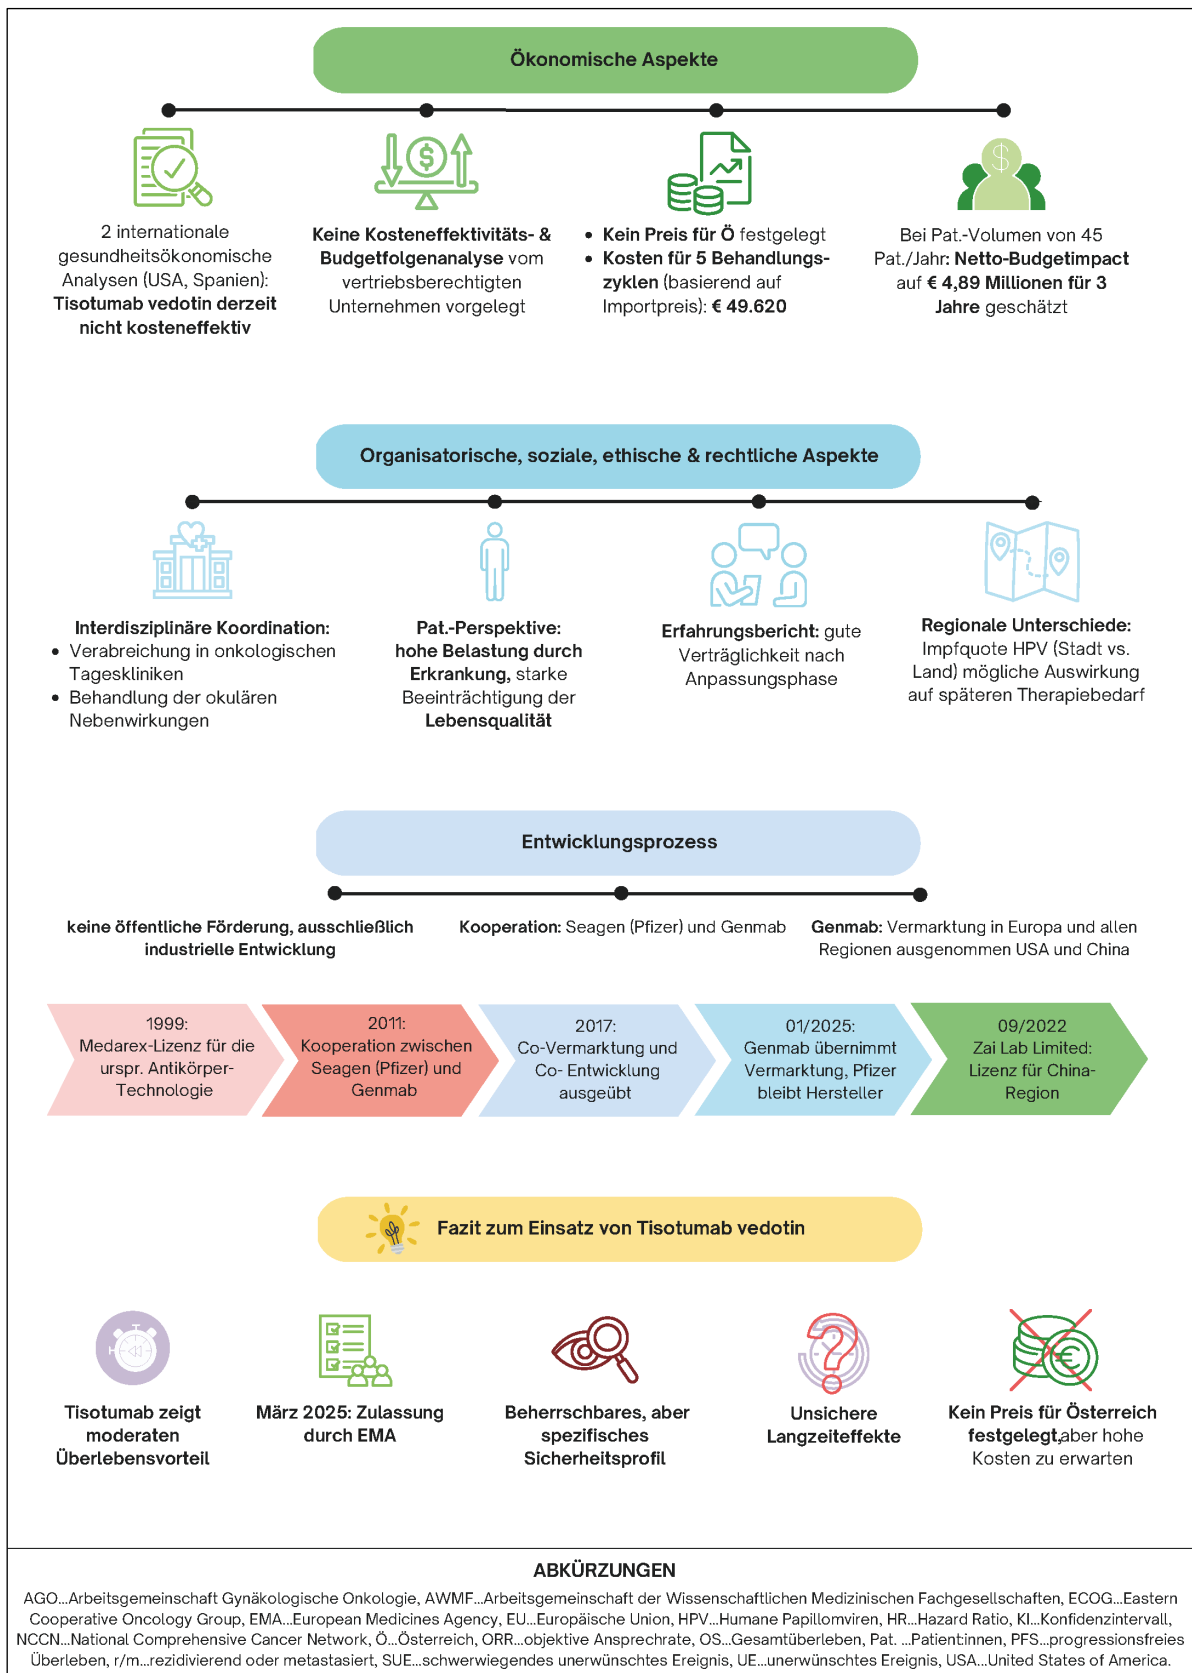 Ökonomische Aspekte
2 internationale
gesundheitsökonomische
Analysen (USA, Spanien):
Tisotumab vedotin derzeit
nicht kosteneffektiv
Keine Kosteneffektivitäts- &
Budgetfolgenanalyse vom
vertriebsberechtigten
Unternehmen vorgelegt
• Kein Preis für Ö festgelegt
• Kosten für 5 Behandlungs-
zyklen (basierend auf
Importpreis): € 49.620
Bei Pat.-Volumen von 45
Pat./Jahr: Netto-Budgetimpact
auf € 4,89 Millionen für 3
Jahre geschätzt
Organisatorische, soziale, ethische & rechtliche Aspekte
Interdisziplinäre Koordination:
• Verabreichung in onkologischen
Tageskliniken
• Behandlung der okulären
Nebenwirkungen
Pat.-Perspektive:
hohe Belastung durch
Erkrankung, starke
Beeinträchtigung der
Lebensqualität
Erfahrungsbericht: gute
Verträglichkeit nach
Anpassungsphase
Regionale Unterschiede:
Impfquote HPV (Stadt vs.
Land) mögliche Auswirkung
auf späteren Therapiebedarf
Entwicklungsprozess
keine öffentliche Förderung, ausschließlich
industrielle Entwicklung
Kooperation: Seagen (Pfizer) und Genmab
Genmab: Vermarktung in Europa und allen
Regionen ausgenommen USA und China
1999:
Medarex-Lizenz für die
urspr. Antikörper-
Technologie
2011:
Kooperation zwischen
Seagen (Pfizer) und
Genmab
2017:
Co-Vermarktung und
Co- Entwicklung
ausgeübt
01/2025:
Genmab übernimmt
Vermarktung, Pfizer
bleibt Hersteller
09/2022
Zai Lab Limited:
Lizenz für China-
Region
Fazit zum Einsatz von Tisotumab vedotin
Tisotumab zeigt
moderaten
Überlebensvorteil
März 2025: Zulassung
durch EMA
Beherrschbares, aber
spezifisches
Sicherheitsprofil
Unsichere
Langzeiteffekte
Kein Preis für Österreich
festgelegt,aber hohe
Kosten zu erwarten
ABKÜRZUNGEN
AGO...Arbeitsgemeinschaft Gynäkologische Onkologie, AWMF...Arbeitsgemeinschaft der Wissenschaftlichen Medizinischen Fachgesellschaften, ECOG...Eastern
Cooperative Oncology Group, EMA...European Medicines Agency, EU...Europäische Union, HPV...Humane Papillomviren, HR...Hazard Ratio, KI...Konfidenzintervall,
NCCN...National Comprehensive Cancer Network, Ö...Österreich, ORR...objektive Ansprechrate, OS...Gesamtüberleben, Pat. ...Patient:innen, PFS...progressionsfreies
Überleben, r/m...rezidivierend oder metastasiert, SUE...schwerwiegendes unerwünschtes Ereignis, UE...unerwünschtes Ereignis, USA...United States of America.